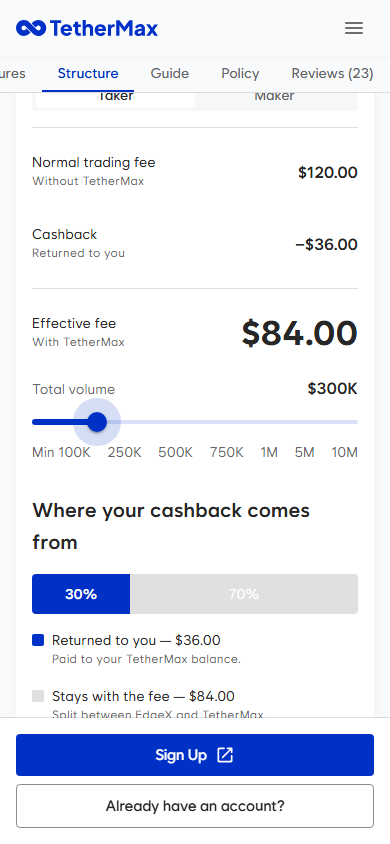 TetherMax
ures Structure Guide Policy Reviews (23)
Taker Maker
Normal trading fee
Without TetherMax
$120.00
Cashback
Returned to you
−$36.00
Effective fee
With TetherMax
$84.00
Total volume
$300K
Min 100K 250K 500K 750K 1M 5M 10M
Where your cashback comes
from
30% 70%
Returned to you — $36.00
Paid to your TetherMax balance.
Stays with the fee — $84.00
Split between EdgeX and TetherMax.
Sign Up
Already have an account?